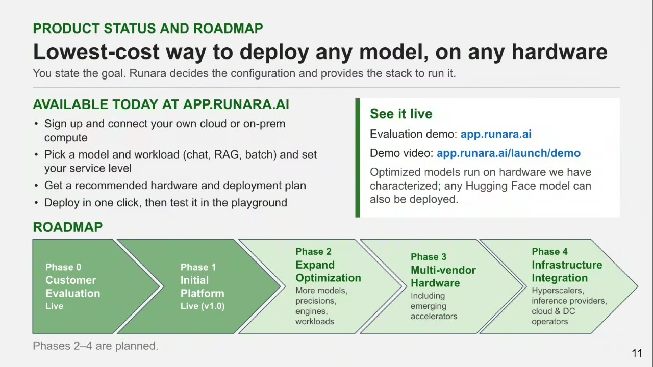 PRODUCT STATUS AND ROADMAP
Lowest-cost way to deploy any model, on any hardware
You state the goal. Runara decides the configuration and provides the stack to run it.
AVAILABLE TODAY AT APP.RUNARA.AI
• Sign up and connect your own cloud or on-prem
compute
• Pick a model and workload (chat, RAG, batch) and set
your service level
• Get a recommended hardware and deployment plan
• Deploy in one click, then test it in the playground
See it live
Evaluation demo: app.runara.ai
Demo video: app.runara.ai/launch/demo
Optimized models run on hardware we have
characterized; any Hugging Face model can
also be deployed.
ROADMAP
Phase 0
Customer
Evaluation
Live
Phase 1
Initial
Platform
Live (v1.0)
Phase 2
Expand
Optimization
More models,
precisions,
engines,
workloads
Phase 3
Multi-vendor
Hardware
Including
emerging
accelerators
Phase 4
Infrastructure
Integration
Hyperscalers,
inference providers,
cloud & DC
operators
Phases 2–4 are planned.
11